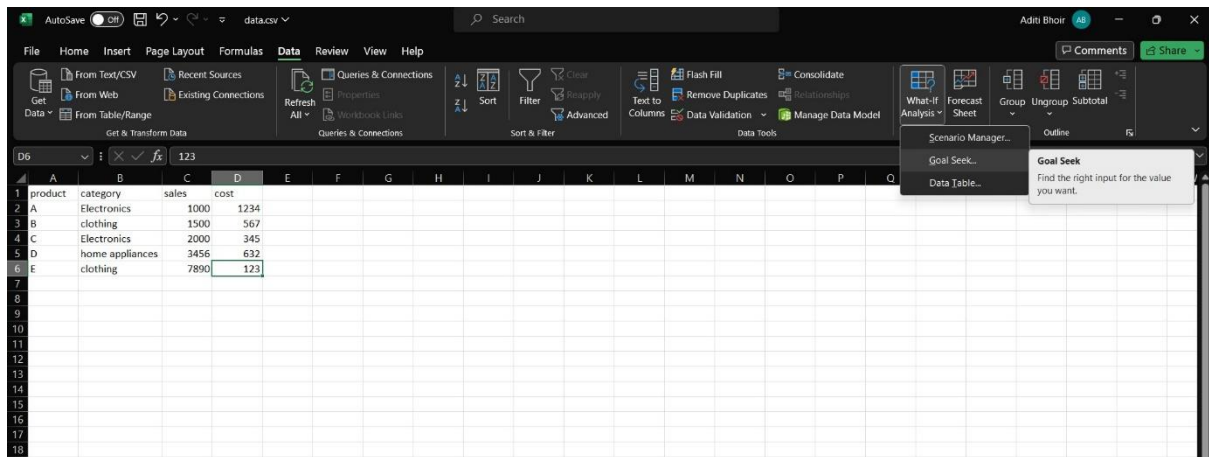 AutoSave Off data.csv Search Aditi Bhoir AB
File Home Insert Page Layout Formulas Data Review View Help Comments Share
Get Data
From Text/CSV
From Web
From Table/Range
Recent Sources
Existing Connections
Get & Transform Data
Refresh All
Queries & Connections
Properties
Workbook Links
Queries & Connections
Sort
Filter
Clear
Reapply
Advanced
Sort & Filter
Text to Columns
Flash Fill
Remove Duplicates
Data Validation
Consolidate
Relationships
Manage Data Model
Data Tools
What-If Analysis
Forecast Sheet
Group
Ungroup
Subtotal
Outline
Scenario Manager...
Goal Seek...
Data Table...
Goal Seek
Find the right input for the value
you want.
D6 fx 123
A B C D E F G H I J K L M N O P Q
1 product category sales cost
2 A Electronics 1000 1234
3 B clothing 1500 567
4 C Electronics 2000 345
5 D home appliances 3456 632
6 E clothing 7890 123
7
8
9
10
11
12
13
14
15
16
17
18